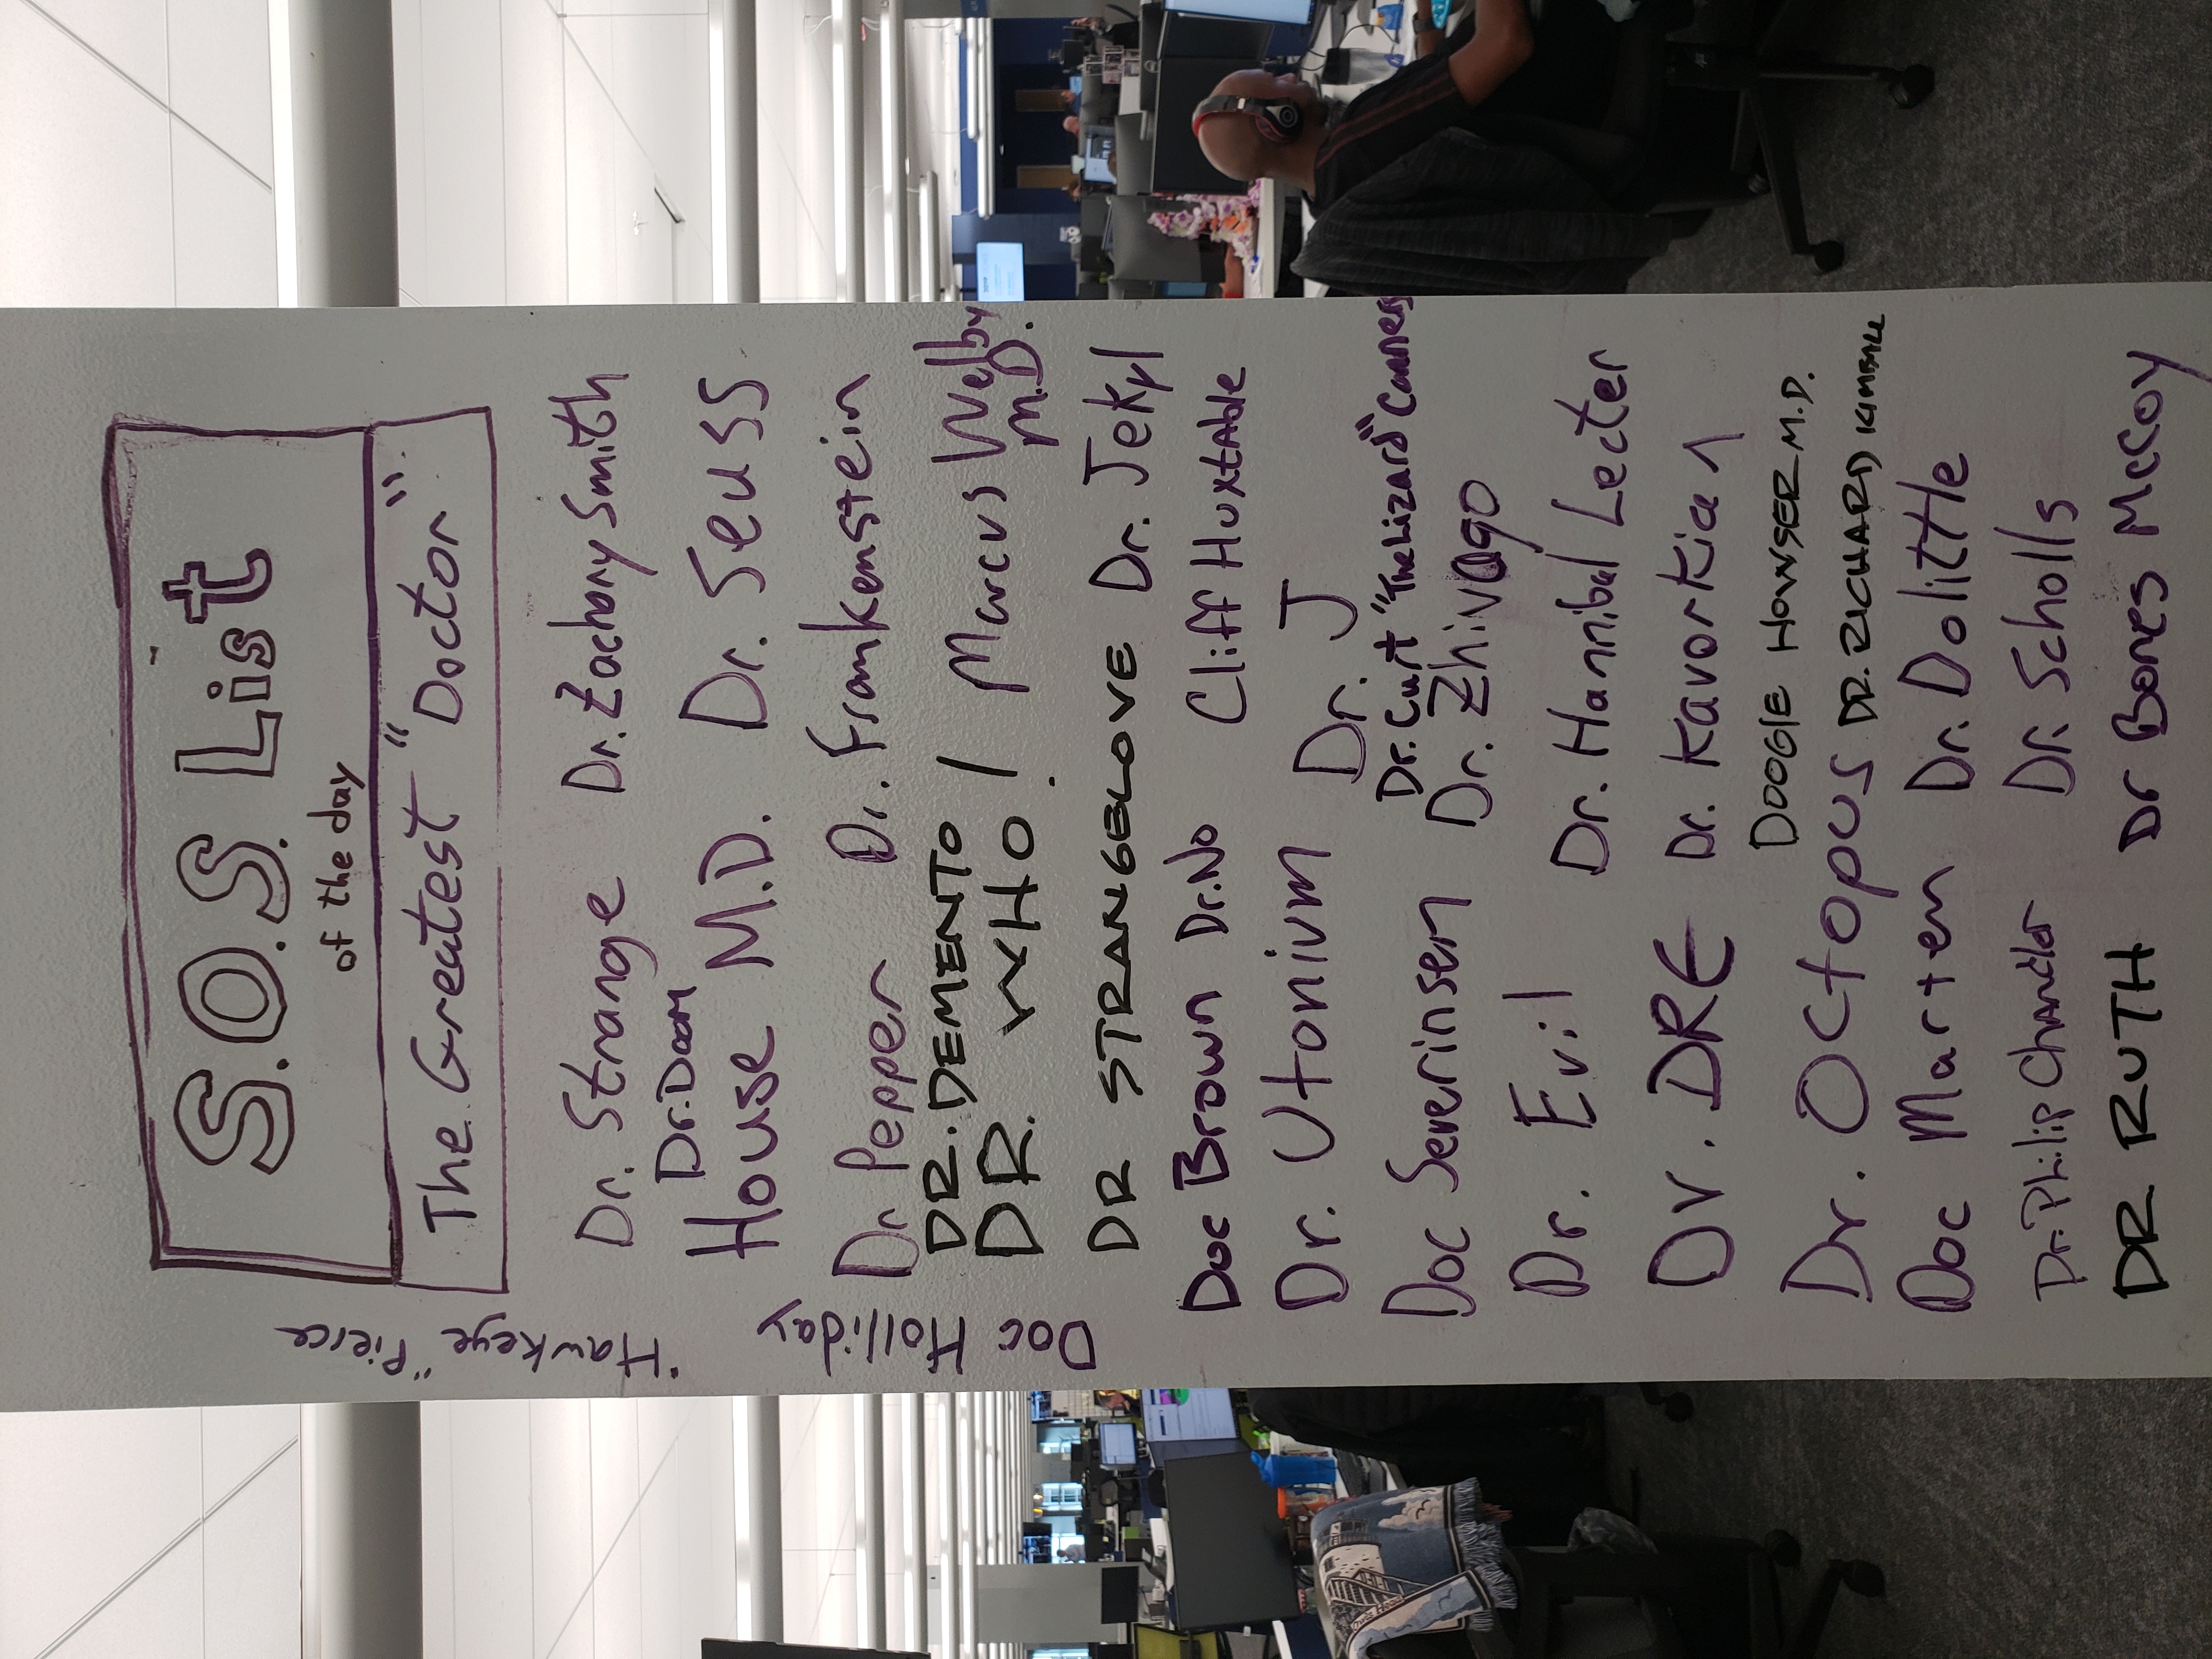 S.O.S. List
of the day
The Greatest "Doctor"
"Hawkeye" Pierce
Doc Holliday
Dr. Strange Dr. Zachary Smith
Dr. Doom
House M.D. Dr. Seuss
Dr Pepper Dr. Frankenstein
DR. DEMENTO
DR. WHO! Marcus Welby
M.D.
DR STRANGELOVE Dr. Jekyl
Doc Brown Dr. No Cliff Huxtable
Dr. Utonium Dr. J
Dr. Curt "The Lizard" Conners
Doc Severinsen Dr. Zhivago
Dr. Evil Dr. Hannibal Lecter
Dr. DRE Dr. Kavorkian
DOOGIE HOWSER M.D.
Dr. Octopus DR. RICHARD KIMBALL
Doc Marten Dr. Dolittle
Dr. Philip Chandler Dr. Scholls
DR RUTH Dr Bones McCoy